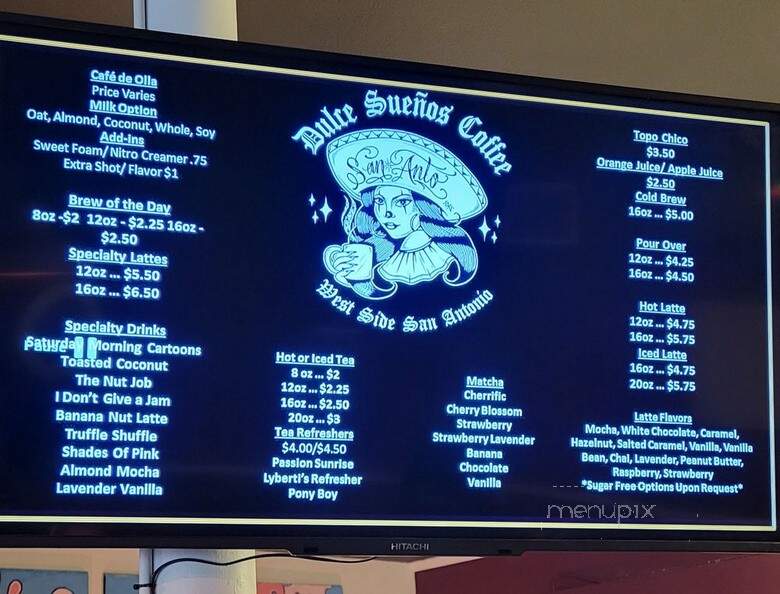 Café de Olla
Price Varies
Milk Option
Oat, Almond, Coconut, Whole, Soy
Add-Ins
Sweet Foam/ Nitro Creamer .75
Extra Shot/ Flavor $1
Brew of the Day
8oz -$2 12oz - $2.25 16oz -
$2.50
Specialty Lattes
12oz ... $5.50
16oz ... $6.50
Specialty Drinks
Saturday Morning Cartoons
Pause
Toasted Coconut
The Nut Job
I Don't Give a Jam
Banana Nut Latte
Truffle Shuffle
Shades Of Pink
Almond Mocha
Lavender Vanilla
Dulce Sueños Coffee
San Anto
West Side San Antonio
Hot or Iced Tea
8 oz ... $2
12oz ... $2.25
16oz ... $2.50
20oz ... $3
Tea Refreshers
$4.00/$4.50
Passion Sunrise
Lyberti's Refresher
Pony Boy
Matcha
Cherrific
Cherry Blossom
Strawberry
Strawberry Lavender
Banana
Chocolate
Vanilla
Topo Chico
$3.50
Orange Juice/ Apple Juice
$2.50
Cold Brew
16oz ... $5.00
Pour Over
12oz ... $4.25
16oz ... $4.50
Hot Latte
12oz ... $4.75
16oz ... $5.75
Iced Latte
16oz ... $4.75
20oz ... $5.75
Latte Flavors
Mocha, White Chocolate, Caramel,
Hazelnut, Salted Caramel, Vanilla, Vanilla
Bean, Chai, Lavender, Peanut Butter,
Raspberry, Strawberry
*Sugar Free Options Upon Request*
menupix
HITACHI